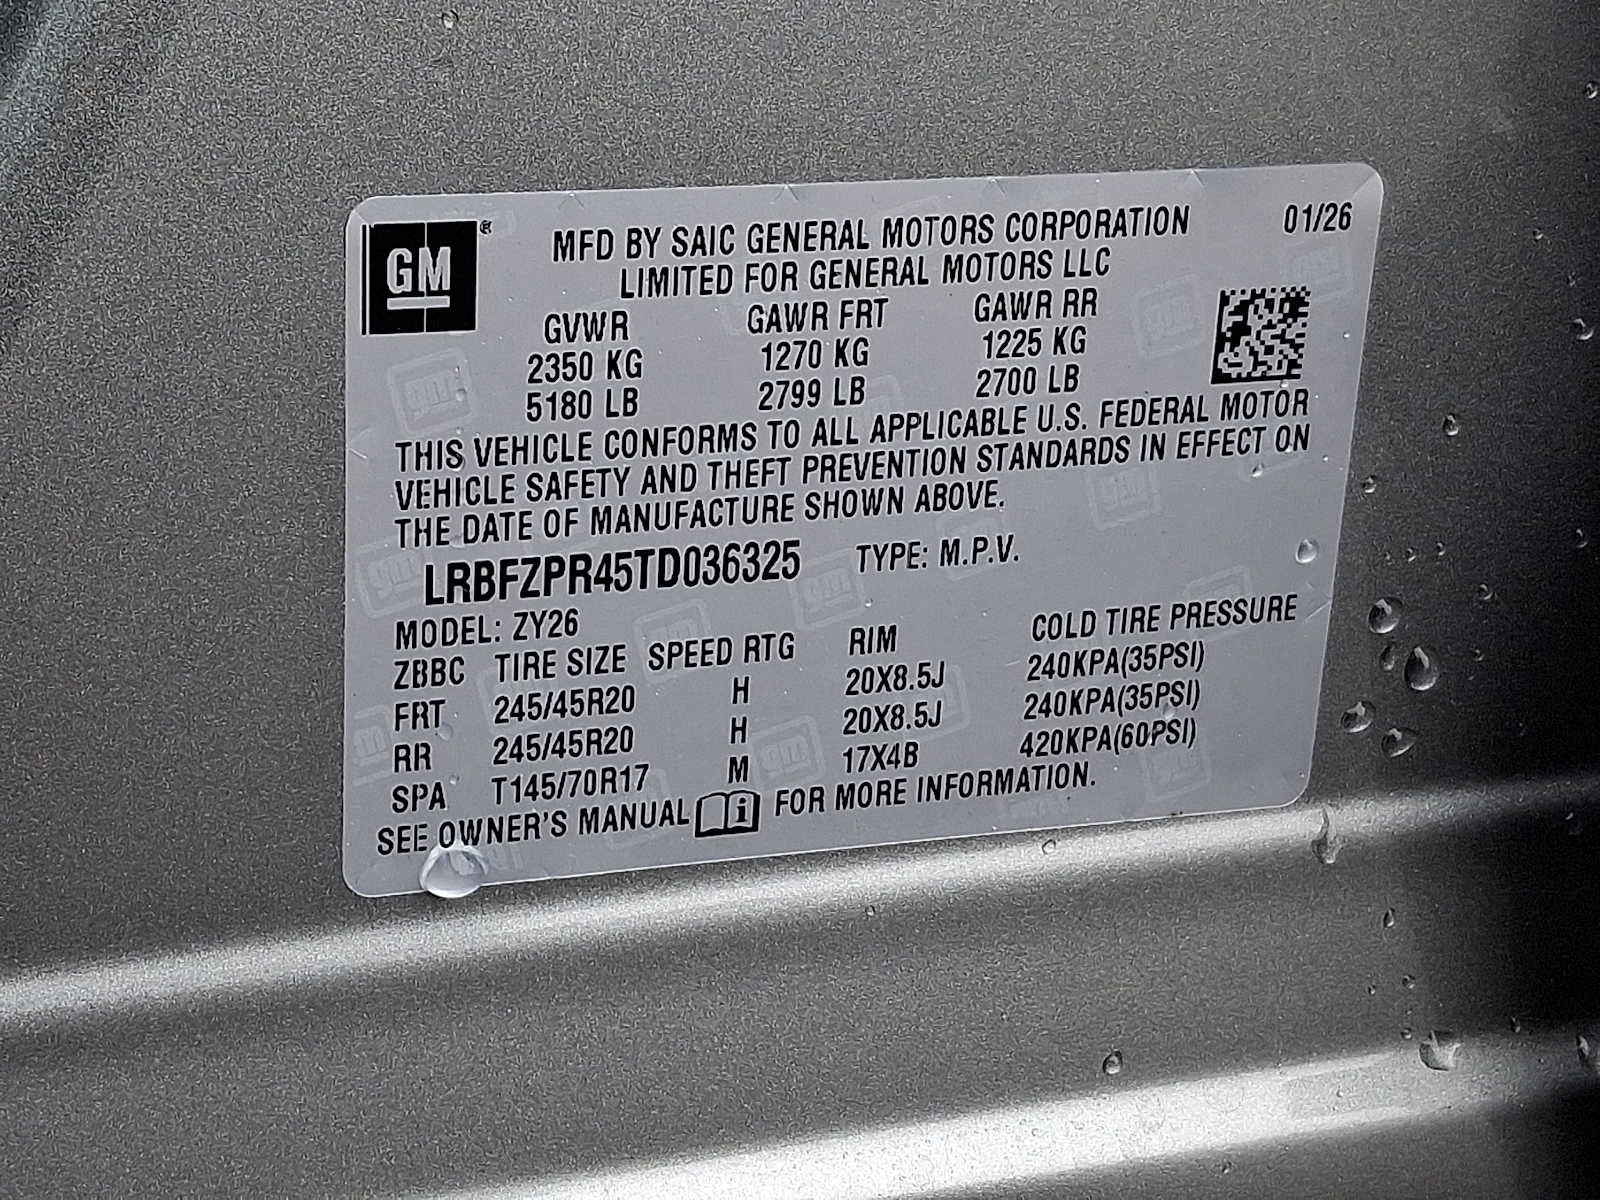 GM ®
MFD BY SAIC GENERAL MOTORS CORPORATION 01/26
LIMITED FOR GENERAL MOTORS LLC
GVWR GAWR FRT GAWR RR
2350 KG 1270 KG 1225 KG
5180 LB 2799 LB 2700 LB
THIS VEHICLE CONFORMS TO ALL APPLICABLE U.S. FEDERAL MOTOR
VEHICLE SAFETY AND THEFT PREVENTION STANDARDS IN EFFECT ON
THE DATE OF MANUFACTURE SHOWN ABOVE.
LRBFZPR45TD036325 TYPE: M.P.V.
MODEL: ZY26
ZBBC TIRE SIZE SPEED RTG RIM COLD TIRE PRESSURE
FRT 245/45R20 H 20X8.5J 240KPA(35PSI)
RR 245/45R20 H 20X8.5J 240KPA(35PSI)
SPA T145/70R17 M 17X4B 420KPA(60PSI)
SEE OWNER'S MANUAL i FOR MORE INFORMATION.